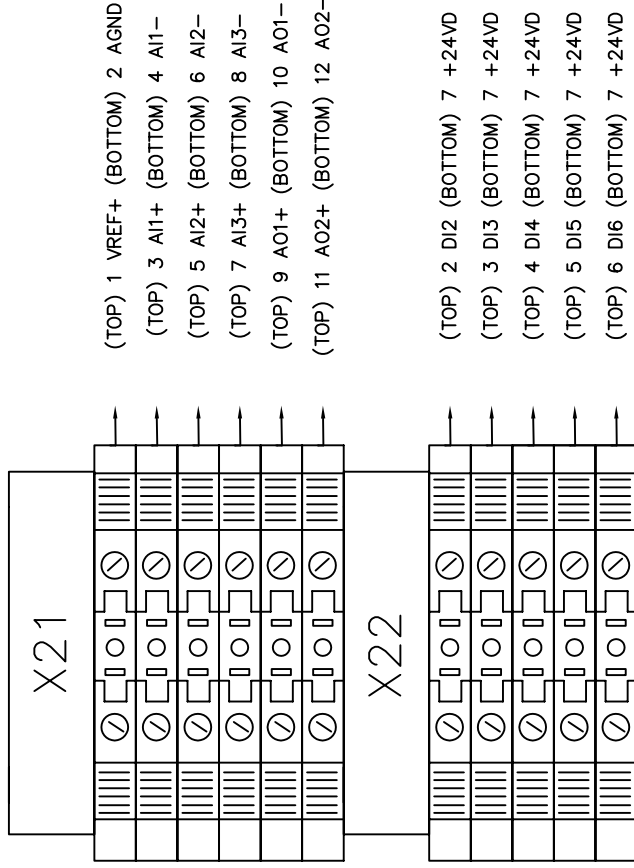 X21
(TOP) 1 VREF+ (BOTTOM) 2 AGND
(TOP) 3 AI1+ (BOTTOM) 4 AI1-
(TOP) 5 AI2+ (BOTTOM) 6 AI2-
(TOP) 7 AI3+ (BOTTOM) 8 AI3-
(TOP) 9 AO1+ (BOTTOM) 10 AO1-
(TOP) 11 AO2+ (BOTTOM) 12 AO2-
X22
(TOP) 2 DI2 (BOTTOM) 7 +24VD
(TOP) 3 DI3 (BOTTOM) 7 +24VD
(TOP) 4 DI4 (BOTTOM) 7 +24VD
(TOP) 5 DI5 (BOTTOM) 7 +24VD
(TOP) 6 DI6 (BOTTOM) 7 +24VD